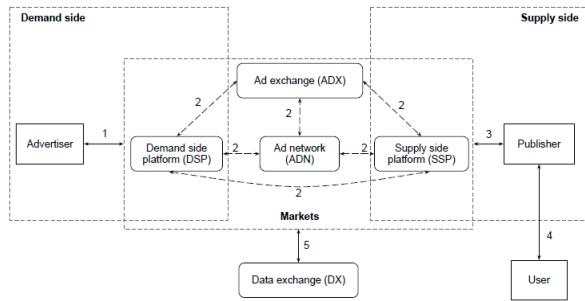 Demand side
Supply side
Ad exchange (ADX)
2
2
2
1
3
Advertiser
Demand side
platform (DSP)
2
Ad network
(ADN)
2
Supply side
platform (SSP)
Publisher
2
Markets
4
5
Data exchange (DX)
User